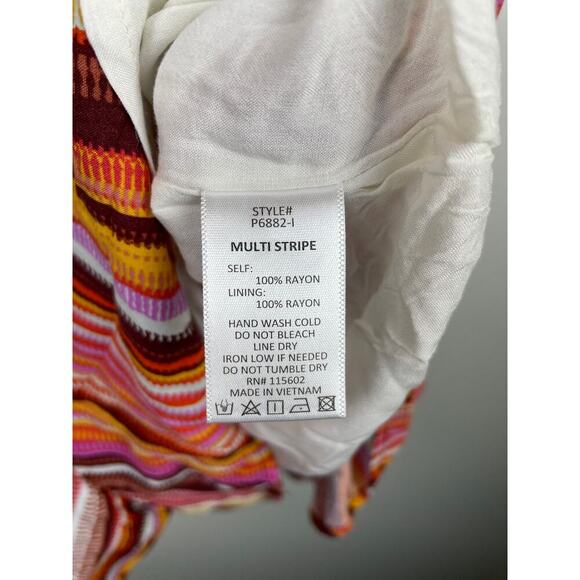 STYLE#
P6882-I
MULTI STRIPE
SELF:
100% RAYON
LINING:
100% RAYON
HAND WASH COLD
DO NOT BLEACH
LINE DRY
IRON LOW IF NEEDED
DO NOT TUMBLE DRY
RN# 115602
MADE IN VIETNAM